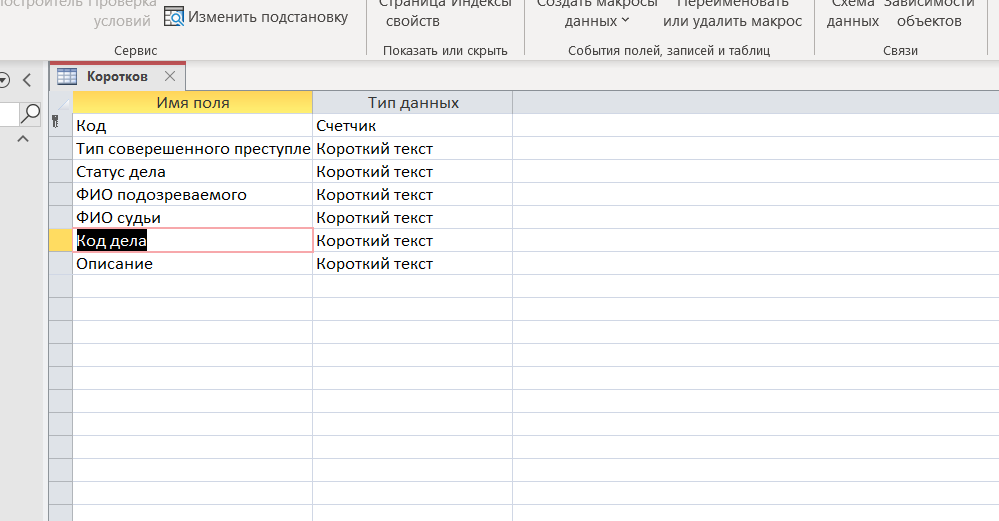 Построитель Проверка условий
Изменить подстановку
Сервис
Страница свойств Индексы
Показать или скрыть
Создать макросы данных
Переименовать или удалить макрос
События полей, записей и таблиц
Схема данных
Зависимости объектов
Связи
Коротков
Имя поля Тип данных
Код Счетчик
Тип соверешенного преступле Короткий текст
Статус дела Короткий текст
ФИО подозреваемого Короткий текст
ФИО судьи Короткий текст
Код дела Короткий текст
Описание Короткий текст